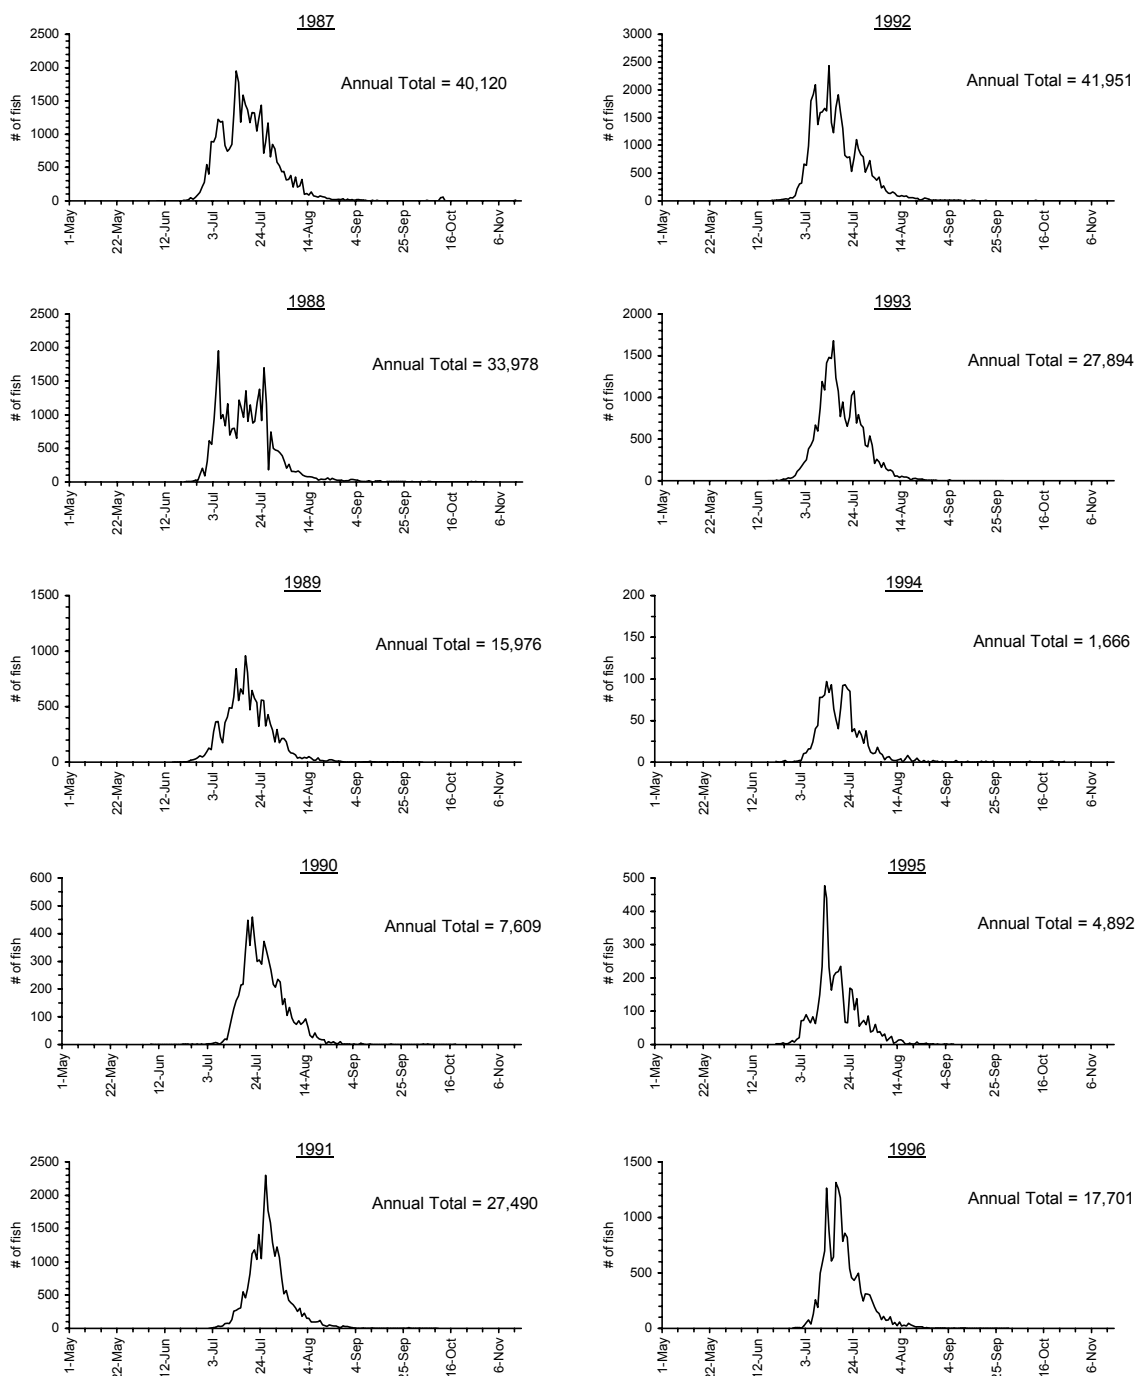 1987
Annual Total = 40,120
# of fish
2500
2000
1500
1000
500
0
1-May
22-May
12-Jun
3-Jul
24-Jul
14-Aug
4-Sep
25-Sep
16-Oct
6-Nov
1988
Annual Total = 33,978
# of fish
2500
2000
1500
1000
500
0
1-May
22-May
12-Jun
3-Jul
24-Jul
14-Aug
4-Sep
25-Sep
16-Oct
6-Nov
1989
Annual Total = 15,976
# of fish
1500
1000
500
0
1-May
22-May
12-Jun
3-Jul
24-Jul
14-Aug
4-Sep
25-Sep
16-Oct
6-Nov
1990
Annual Total = 7,609
# of fish
600
500
400
300
200
100
0
1-May
22-May
12-Jun
3-Jul
24-Jul
14-Aug
4-Sep
25-Sep
16-Oct
6-Nov
1991
Annual Total = 27,490
# of fish
2500
2000
1500
1000
500
0
1-May
22-May
12-Jun
3-Jul
24-Jul
14-Aug
4-Sep
25-Sep
16-Oct
6-Nov
1992
Annual Total = 41,951
# of fish
3000
2500
2000
1500
1000
500
0
1-May
22-May
12-Jun
3-Jul
24-Jul
14-Aug
4-Sep
25-Sep
16-Oct
6-Nov
1993
Annual Total = 27,894
# of fish
2000
1500
1000
500
0
1-May
22-May
12-Jun
3-Jul
24-Jul
14-Aug
4-Sep
25-Sep
16-Oct
6-Nov
1994
Annual Total = 1,666
# of fish
200
150
100
50
0
1-May
22-May
12-Jun
3-Jul
24-Jul
14-Aug
4-Sep
25-Sep
16-Oct
6-Nov
1995
Annual Total = 4,892
# of fish
500
400
300
200
100
0
1-May
22-May
12-Jun
3-Jul
24-Jul
14-Aug
4-Sep
25-Sep
16-Oct
6-Nov
1996
Annual Total = 17,701
# of fish
1500
1000
500
0
1-May
22-May
12-Jun
3-Jul
24-Jul
14-Aug
4-Sep
25-Sep
16-Oct
6-Nov